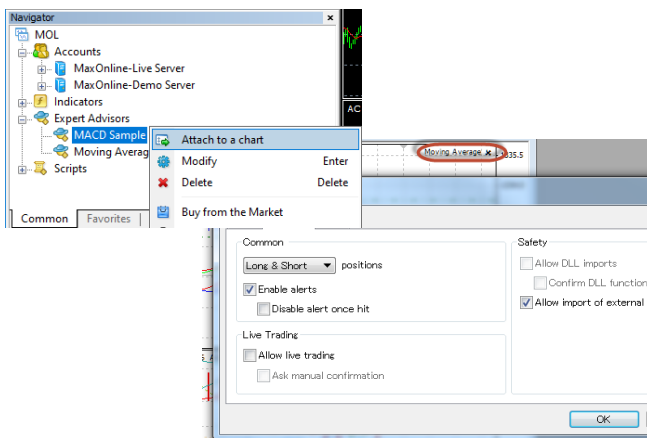 Navigator
MOL
Accounts
MaxOnline-Live Server
MaxOnline-Demo Server
Indicators
Expert Advisors
MACD Sample
Moving Averag
Scripts
Common Favorites
Attach to a chart
Modify Enter
Delete Delete
Buy from the Market
AC
Moving Average
Common
Long & Short positions
Enable alerts
Disable alert once hit
Live Trading
Allow live trading
Ask manual confirmation
Safety
Allow DLL imports
Confirm DLL function
Allow import of external
OK